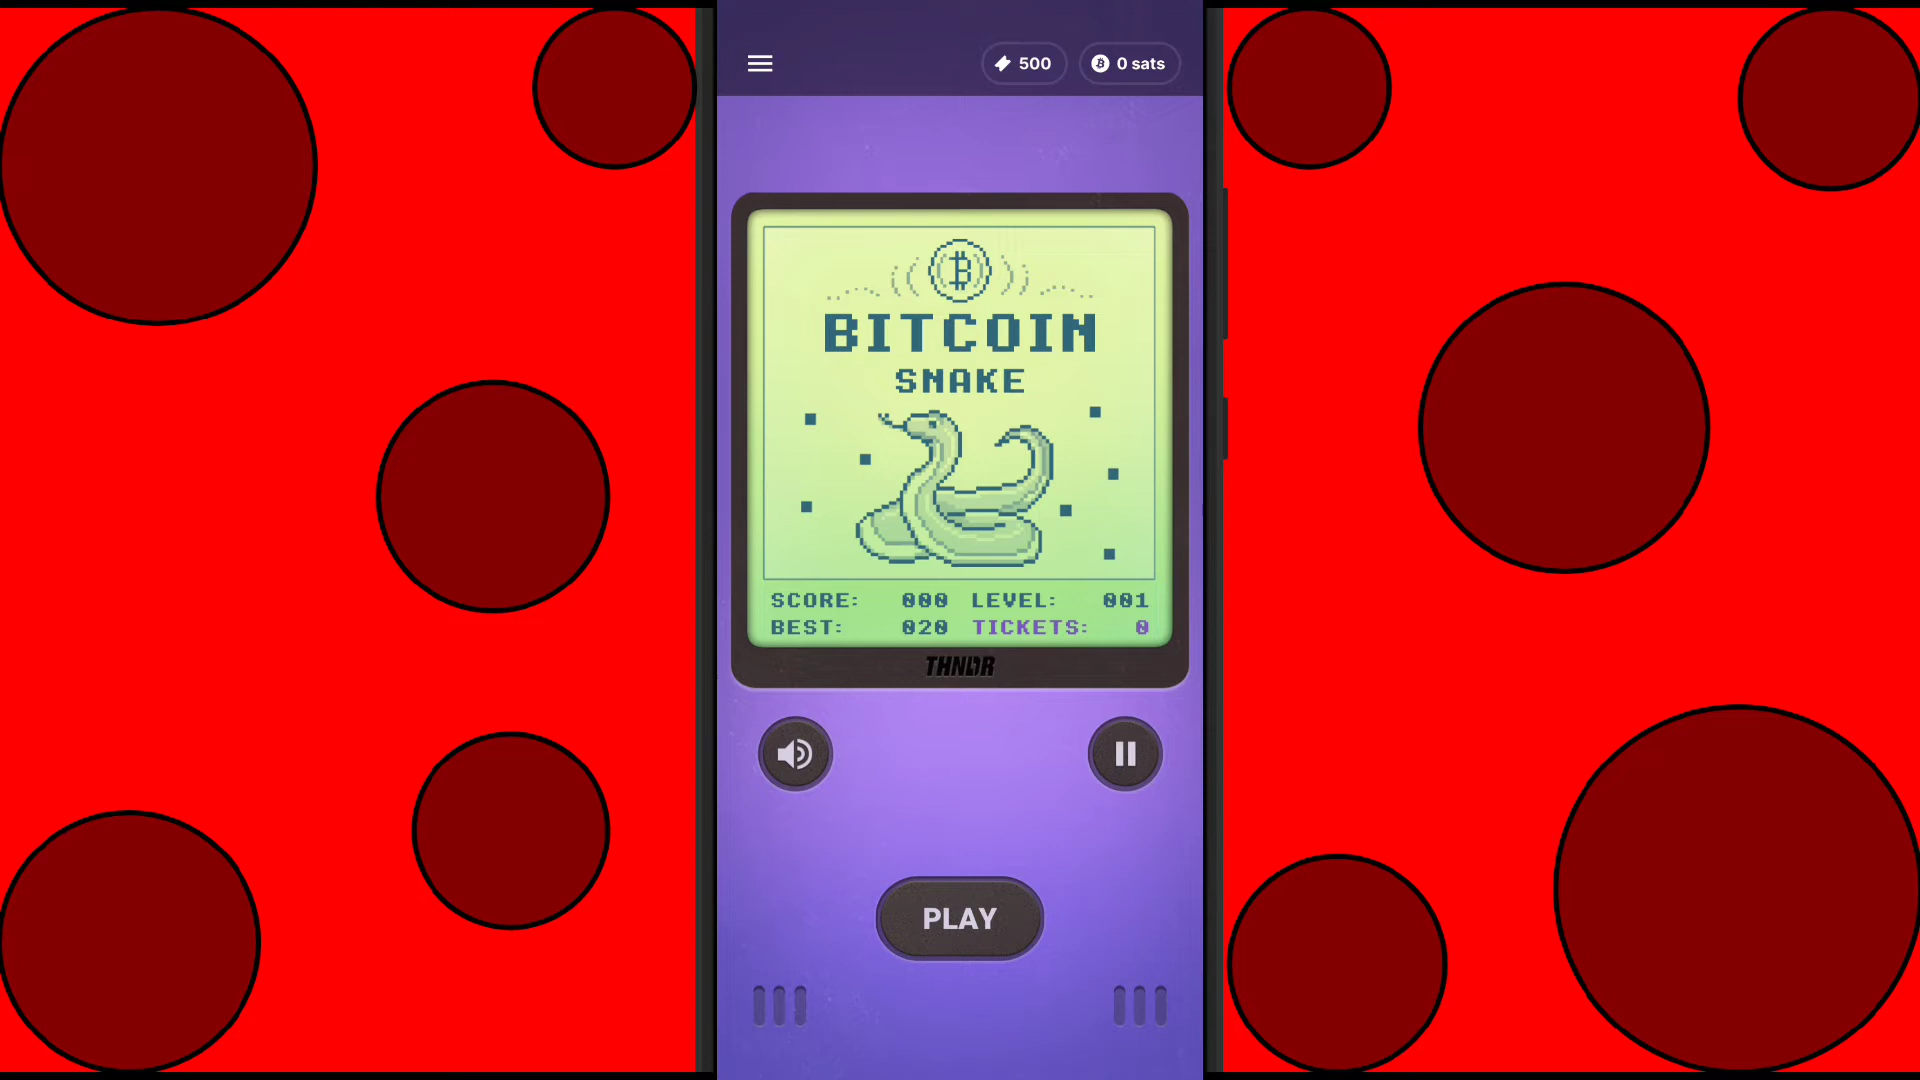 500 0 sats
BITCOIN
SNAKE
SCORE: 000 LEVEL: 001
BEST: 020 TICKETS: 0
THNDR
PLAY